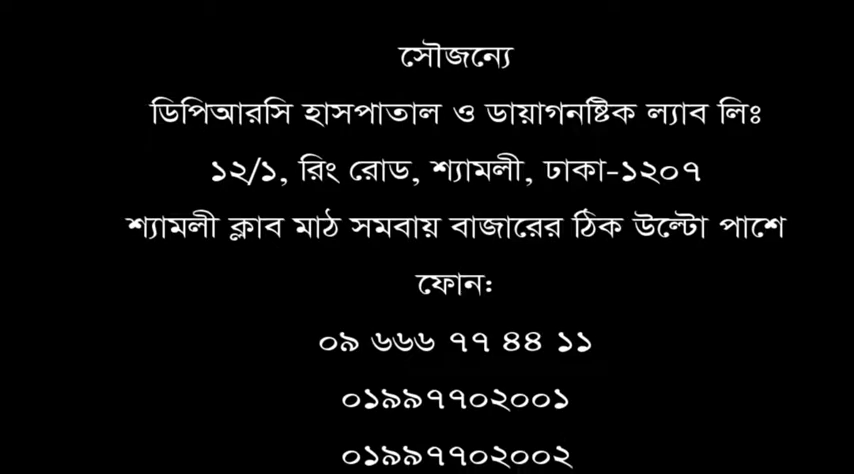 সৌজন্যে
ডিপিআরসি হাসপাতাল ও ডায়াগনষ্টিক ল্যাব লিঃ
১২/১, রিং রোড, শ্যামলী, ঢাকা-১২০৭
শ্যামলী ক্লাব মাঠ সমবায় বাজারের ঠিক উল্টো পাশে
ফোন:
০৯ ৬৬৬ ৭৭ ৪৪ ১১
০১৯৯৭৭০২০০১
০১৯৯৭৭০২০০২